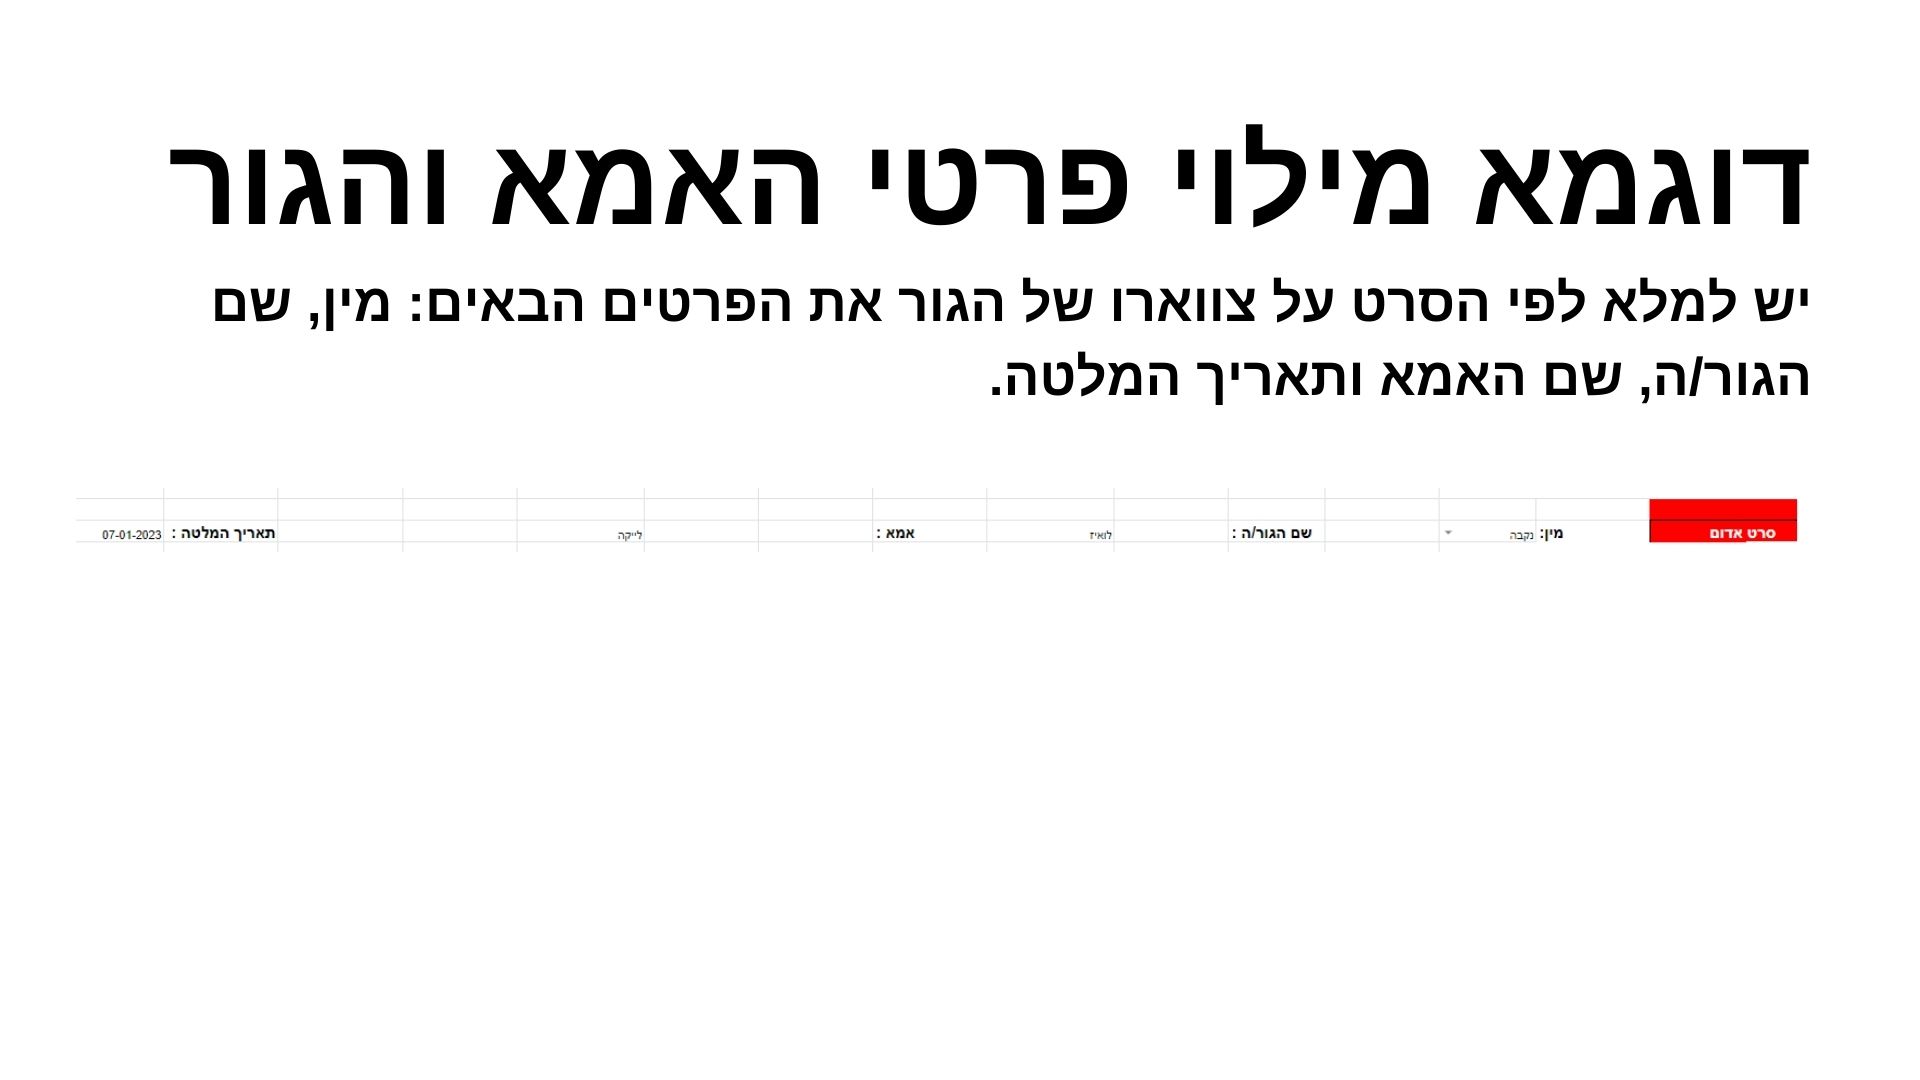 דוגמא מילוי פרטי האמא והגור
יש למלא לפי הסרט על צווארו של הגור את הפרטים הבאים: מין, שם
הגור/ה, שם האמא ותאריך המלטה.
סרט אדום מין: נקבה שם הגור/ה : לואיז אמא : לייקה תאריך המלטה : 07-01-2023